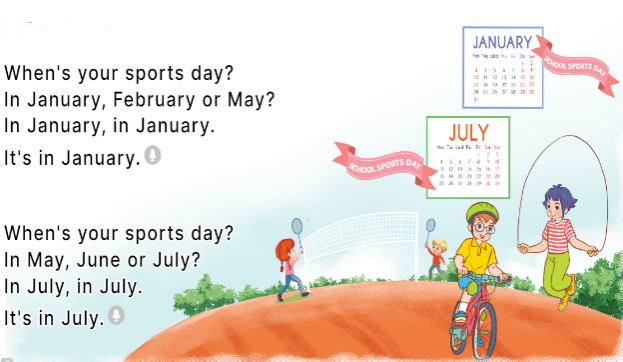 When's your sports day?
In January, February or May?
In January, in January.
It's in January.
When's your sports day?
In May, June or July?
In July, in July.
It's in July.
JANUARY
SCHOOL SPORTS DAY
JULY
SCHOOL SPORTS DAY